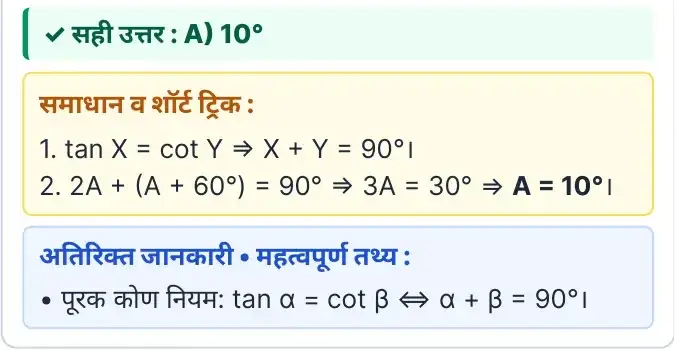 ✓ सही उत्तर : A) 10°
समाधान व शॉर्ट ट्रिक :
1. tan X = cot Y ⇒ X + Y = 90°।
2. 2A + (A + 60°) = 90° ⇒ 3A = 30° ⇒ A = 10°।
अतिरिक्त जानकारी • महत्वपूर्ण तथ्य :
• पूरक कोण नियम: tan α = cot β ⇔ α + β = 90°।